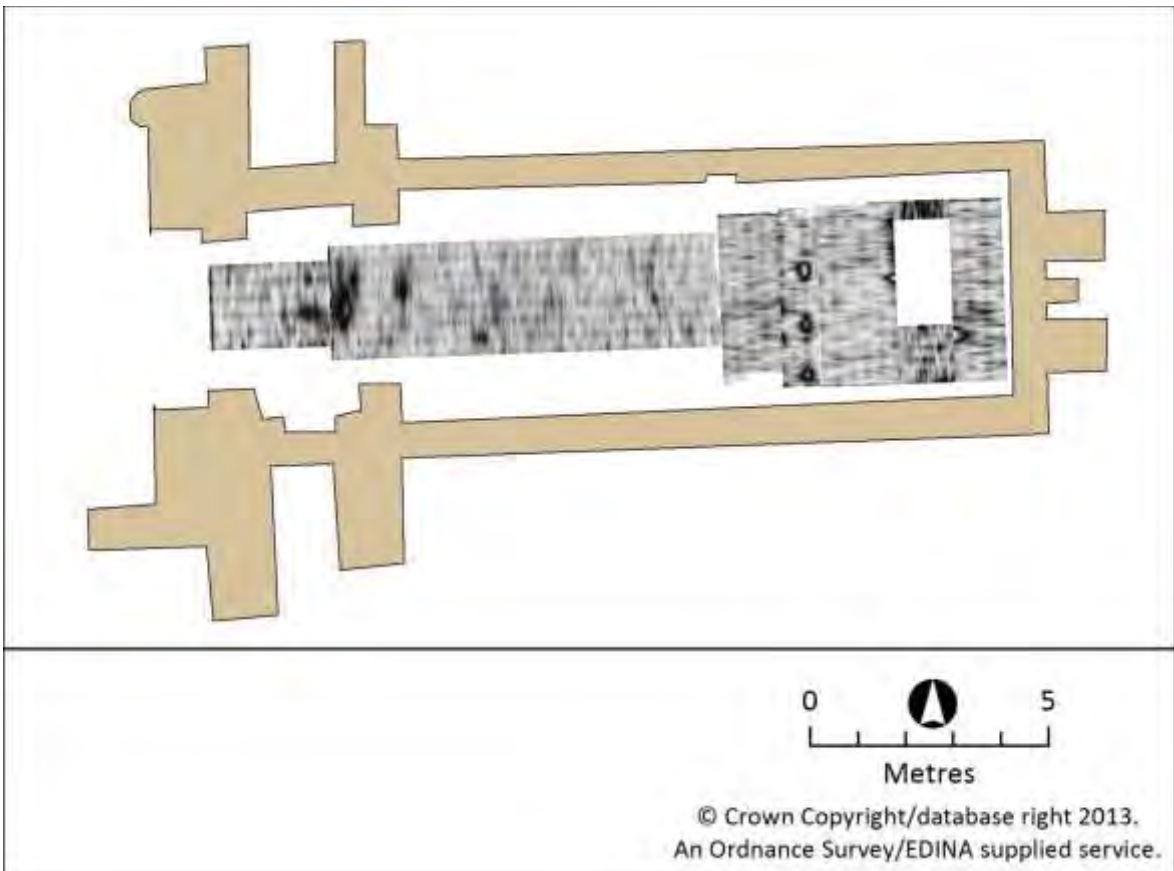 0 5
Metres
© Crown Copyright/database right 2013.
An Ordnance Survey/EDINA supplied service.